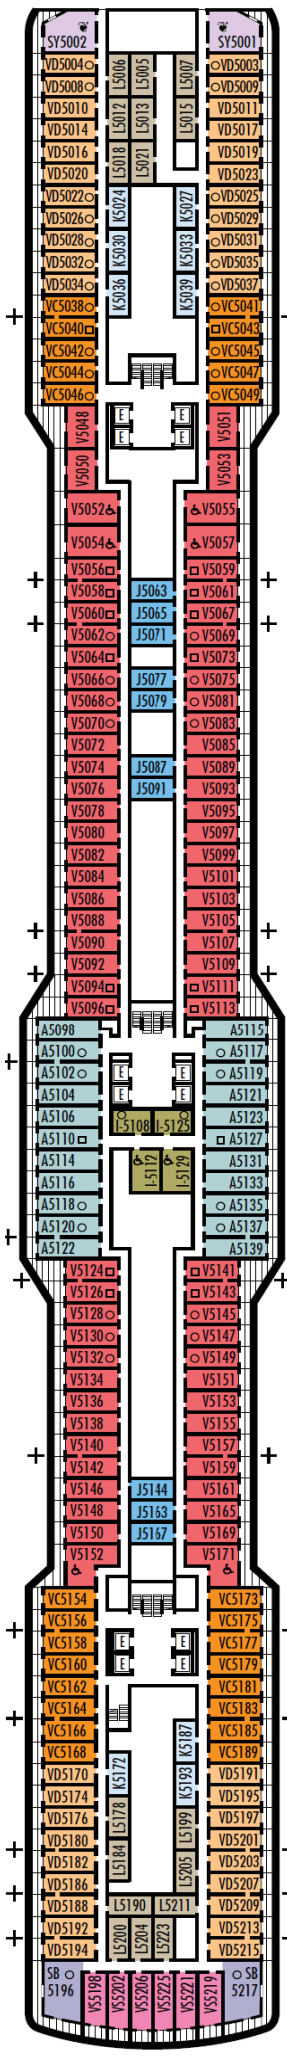 SY5002 SY5001
VD5004 L5006 L5005 L5007 VD5003
VD5008 VD5009
VD5010 L5012 L5013 L5015 VD5011
VD5014 VD5017
VD5016 L5018 L5021 VD5019
VD5020 VD5023
VD5022 K5024 K5027 VD5025
VD5026 VD5029
VD5028 K5030 K5033 VD5031
VD5032 VD5035
VD5034 K5036 K5039 VD5037
VC5038 VC5041
VC5040 VC5043
VC5042 VC5045
VC5044 VC5047
VC5046 VC5049
V5048 E E V5051
E E
V5050 V5053
V5052 V5055
V5054 V5057
V5056 V5059
V5058 J5063 V5061
V5060 J5065 V5067
V5062 J5071 V5069
V5064 V5073
V5066 J5077 V5075
V5068 J5079 V5081
V5070 V5083
V5072 V5085
V5074 J5087 V5089
V5076 J5091 V5093
V5078 V5095
V5080 V5097
V5082 V5099
V5084 V5101
V5086 V5103
V5088 V5105
V5090 V5107
V5092 V5109
V5094 V5111
V5096 V5113
A5098 A5115
A5100 A5117
A5102 E E A5119
A5104 E E A5121
A5106 I-5108 I-5125 A5123
A5110 A5127
A5114 I-5112 I-5129 A5131
A5116 A5133
A5118 A5135
A5120 A5137
A5122 A5139
V5124 V5141
V5126 V5143
V5128 V5145
V5130 V5147
V5132 V5149
V5134 V5151
V5136 V5153
V5138 V5155
V5140 V5157
V5142 V5159
V5146 J5144 V5161
V5148 J5163 V5165
V5150 J5167 V5169
V5152 V5171
VC5154 VC5173
VC5156 VC5175
VC5158 E E VC5177
VC5160 E E VC5179
VC5162 VC5181
VC5164 VC5183
VC5166 K5187 VC5185
VC5168 VC5189
VD5170 K5172 K5193 VD5191
VD5174 VD5195
VD5176 L5178 L5199 VD5197
VD5180 VD5201
VD5182 L5184 L5205 VD5203
VD5186 VD5207
VD5188 L5190 L5211 VD5209
VD5192 L5200 L5204 L5223 VD5213
VD5194 VD5215
SB SB
5196 VS5198 VS5202 VS5206 VS5225 VS5221 VS5219 5217